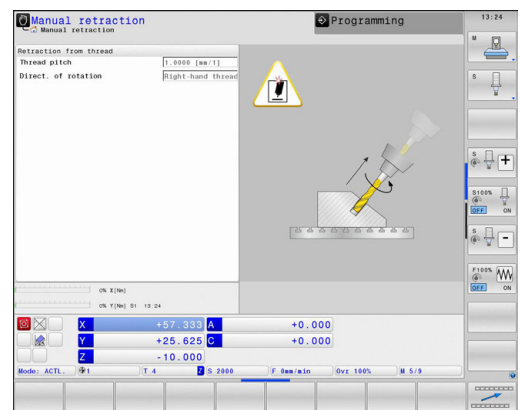 Manual retraction
Manual retraction
Programming
13:24
Retraction from thread
Thread pitch 1.0000 [mm/1]
Direct. of rotation Right-hand thread
M
S
S
+
S100%
OFF ON
S
-
F100%
OFF ON
0% X[Nm]
0% Y[Nm] S1 13:24
X +57.333 A +0.000
Y +25.625 C +0.000
Z -10.000
Mode: ACTL. 1 T 4 Z S 2000 F 0mm/min Ovr 100% M 5/9